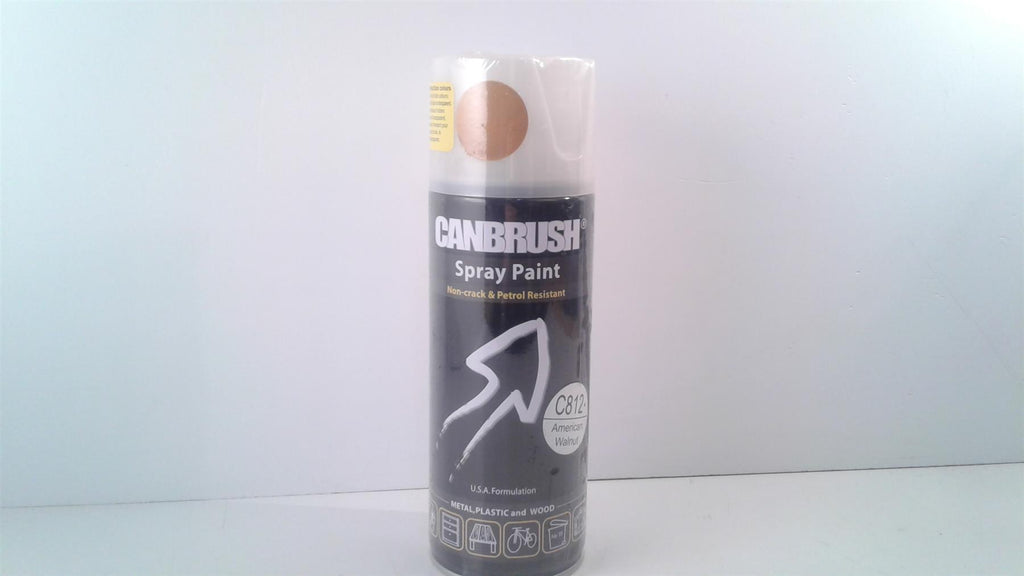 CANBRUSH®
Spray Paint
Non-crack & Petrol Resistant
C812-
American
Walnut
U.S.A. Formulation
METAL, PLASTIC and WOOD